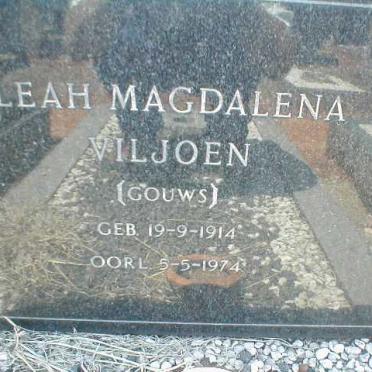 LEAH MAGDALENA
VILJOEN
(GOUWS)
GEB. 19-9-1914
OORL. 5-5-1974